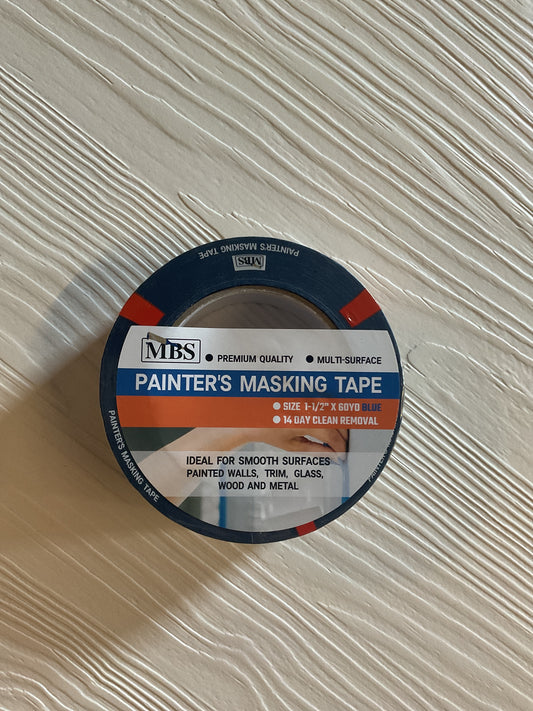 PAINTER'S MASKING TAPE
MBS
MBS
● PREMIUM QUALITY ● MULTI-SURFACE
PAINTER'S MASKING TAPE
● SIZE 1-1/2" X 60YD BLUE
● 14 DAY CLEAN REMOVAL
IDEAL FOR SMOOTH SURFACES
PAINTED WALLS, TRIM, GLASS,
WOOD AND METAL
PAINTER'S MASKING TAPE